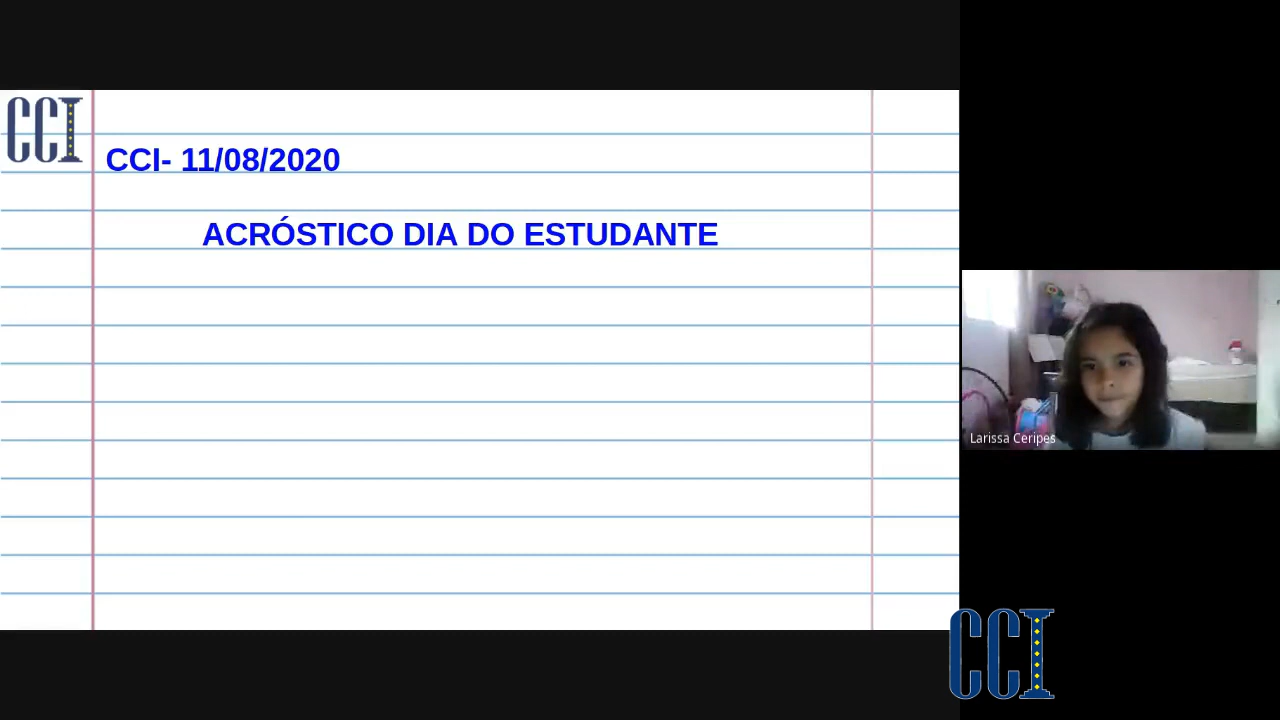 CCI
CCI- 11/08/2020
ACRÓSTICO DIA DO ESTUDANTE
Larissa Ceripes
CCI